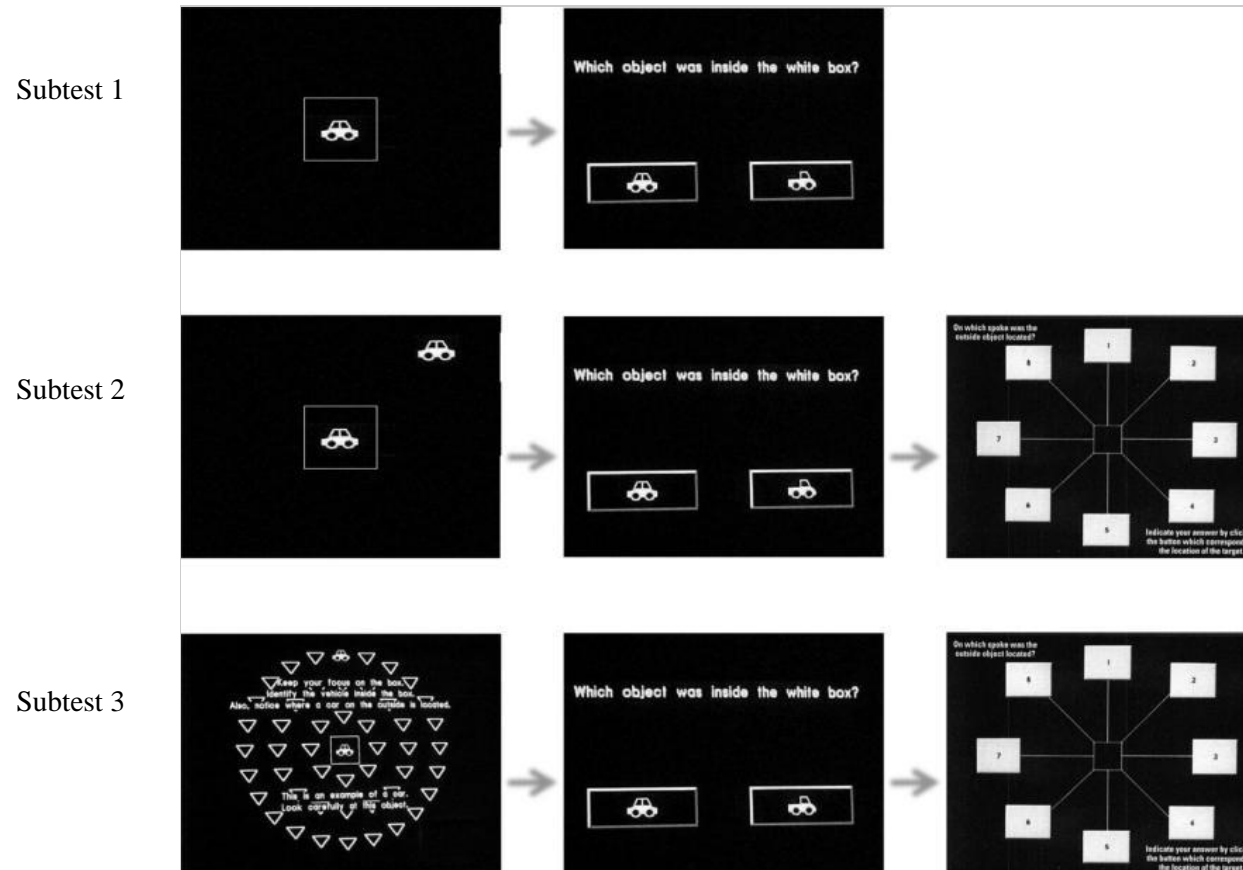 Subtest 1
Which object was inside the white box?
Subtest 2
Which object was inside the white box?
On which spoke was the
outside object located?
1
2
3
4
5
6
7
8
Indicate your answer by clic
the button which correspon
the location of the target
Subtest 3
Keep your focus on the box.
Identify the vehicle inside the box.
Also, notice where a car on the outside is located.
This is an example of a car.
Look carefully at this object.
Which object was inside the white box?
On which spoke was the
outside object located?
1
2
3
4
5
6
7
8
Indicate your answer by clic
the button which correspon
the location of the target